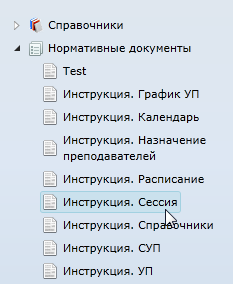 Справочники
Нормативные документы
Test
Инструкция. График УП
Инструкция. Календарь
Инструкция. Назначение
преподавателей
Инструкция. Расписание
Инструкция. Сессия
Инструкция. Справочники
Инструкция. СУП
Инструкция. УП